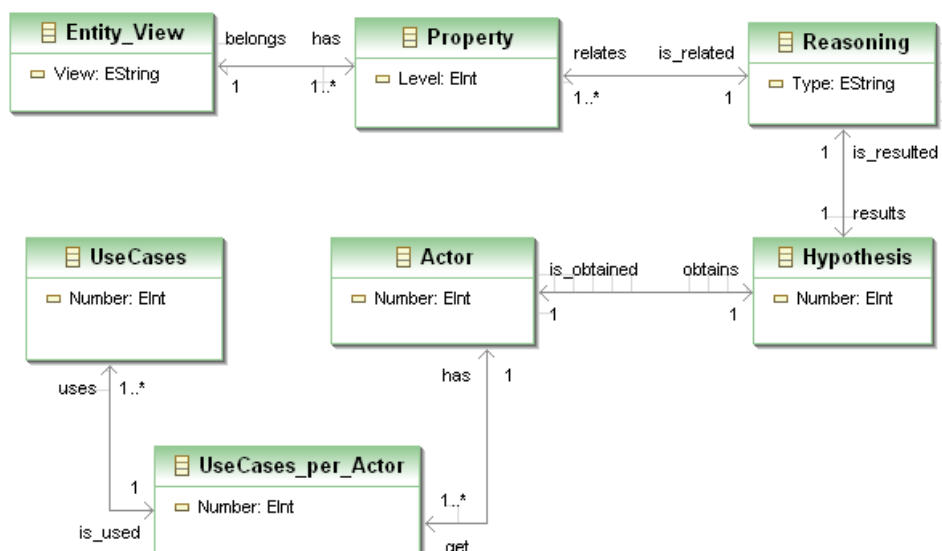 Entity_View
View: EString
belongs has
1 1..*
Property
Level: EInt
relates is_related
1..* 1
Reasoning
Type: EString
1 is_resulted
1 results
UseCases
Number: EInt
Actor
Number: EInt
is_obtained obtains
1 1
Hypothesis
Number: EInt
uses 1..*
has 1
UseCases_per_Actor
Number: EInt
1
is_used
1..*
get